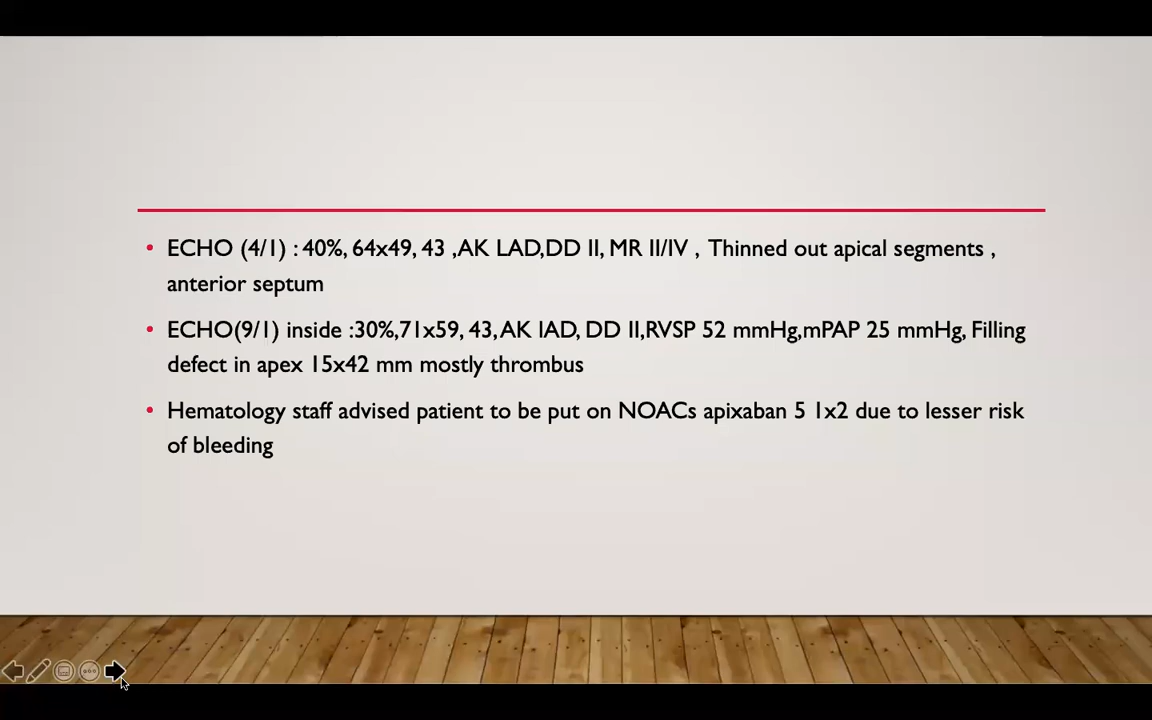 • ECHO (4/1) : 40%, 64x49, 43 ,AK LAD,DD II, MR II/IV , Thinned out apical segments ,
anterior septum
• ECHO(9/1) inside :30%,71x59, 43,AK lAD, DD II,RVSP 52 mmHg,mPAP 25 mmHg, Filling
defect in apex 15x42 mm mostly thrombus
• Hematology staff advised patient to be put on NOACs apixaban 5 1x2 due to lesser risk
of bleeding